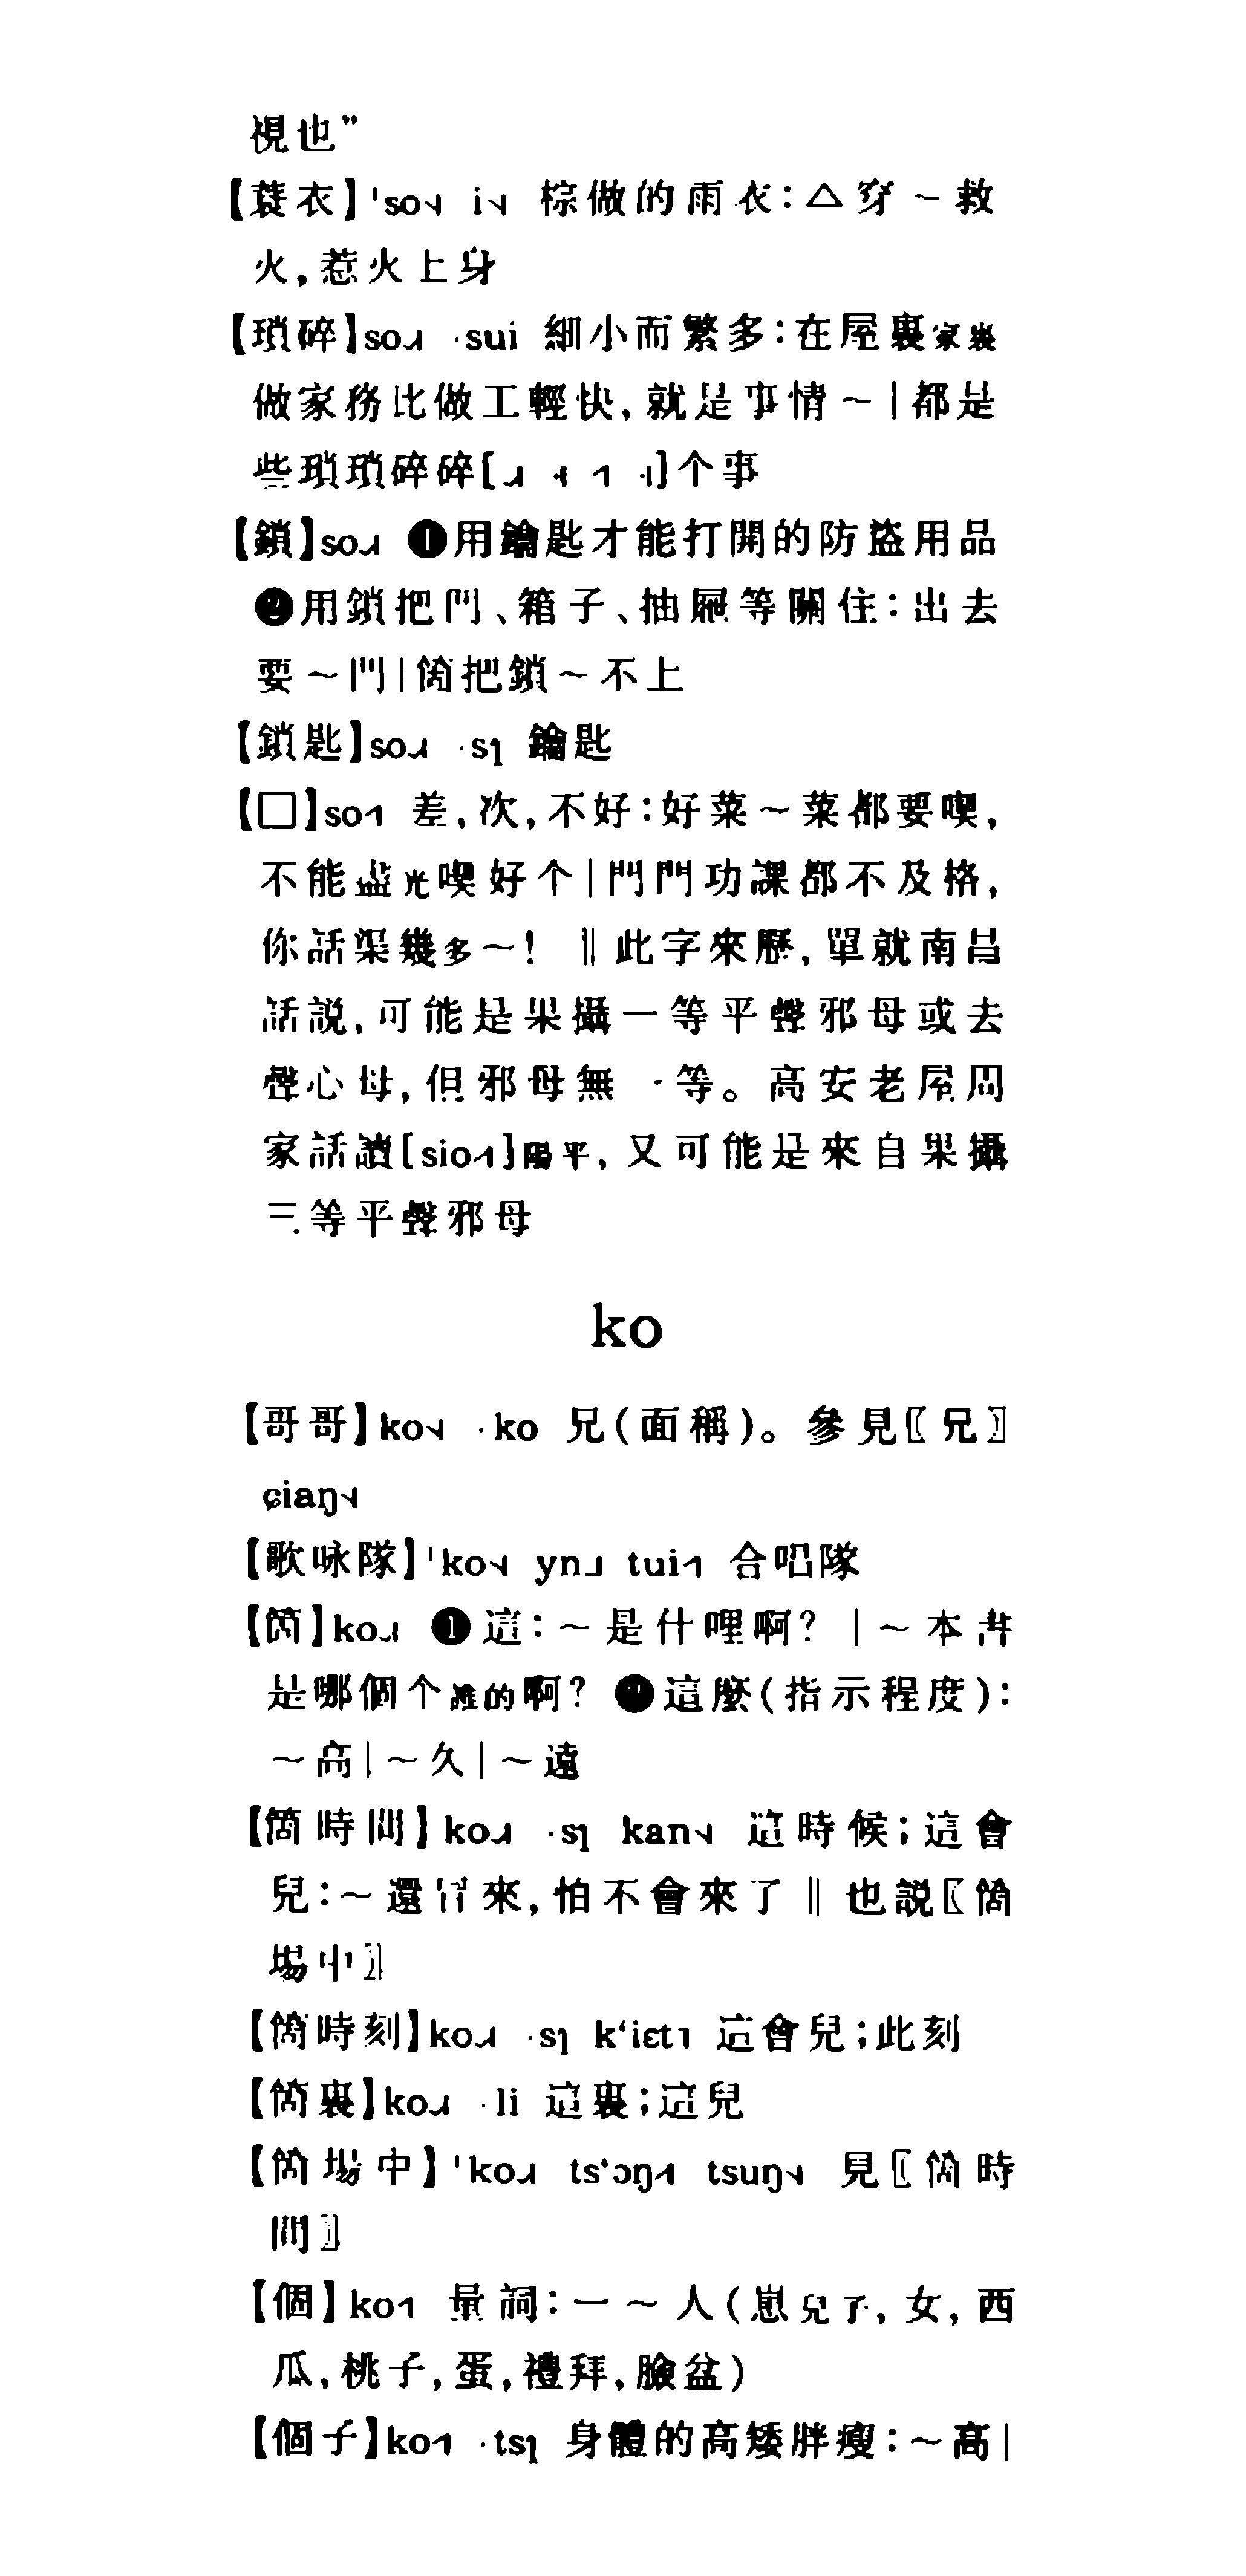 視也”
【蓑衣】ˈso˧ i˧ 棕做的雨衣：△穿～救
火，惹火上身
【瑣碎】so˩ ·sui 細小而繁多：在屋裏家裏
做家務比做工輕快，就是事情～｜都是
些瑣瑣碎碎[]个事
【鎖】so˩ ❶用鑰匙才能打開的防盜用品
❷用鎖把門、箱子、抽屜等關住：出去
要～門｜箇把鎖～不上
【鎖匙】so˩ ·sɿ 鑰匙
【□】so˦ 差，次，不好：好菜～菜都要喫，
不能盡光喫好个｜門門功課都不及格，
你話渠幾多～！ ‖此字來歷，單就南昌
話説，可能是果攝一等平聲邪母或去
聲心母，但邪母無一等。高安老屋周
家話讀[sio˦]陽平，又可能是來自果攝
三等平聲邪母
ko
【哥哥】ko˧ ·ko 兄（面稱）。參見〖兄〗
ɕiaŋ˧
【歌咏隊】ˈko˧ yn˩ tui˦ 合唱隊
【箇】ko˩ ❶這：～是什哩啊？｜～本書
是哪個个誰的啊？ ❷這麼（指示程度）：
～高｜～久｜～遠
【箇時間】ko˩ ·sɿ kan˧ 這時候；這會
兒：～還冒來，怕不會來了 ‖也説〖箇
場中〗
【箇時刻】ko˩ ·sɿ k‘iɛt˥ 這會兒；此刻
【箇裏】ko˩ ·li 這裏；這兒
【箇場中】ˈko˩ ts‘ɔŋ˦ tsuŋ˧ 見〖箇時
間〗
【個】ko˦ 量詞：一～人（崽兒子，女，西
瓜，桃子，蛋，禮拜，臉盆）
【個子】ko˦ ·tsɿ 身體的高矮胖瘦：～高｜